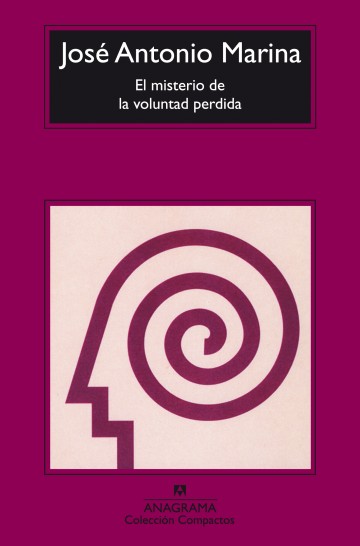 José Antonio Marina
El misterio de
la voluntad perdida
ANAGRAMA
Colección Compactos